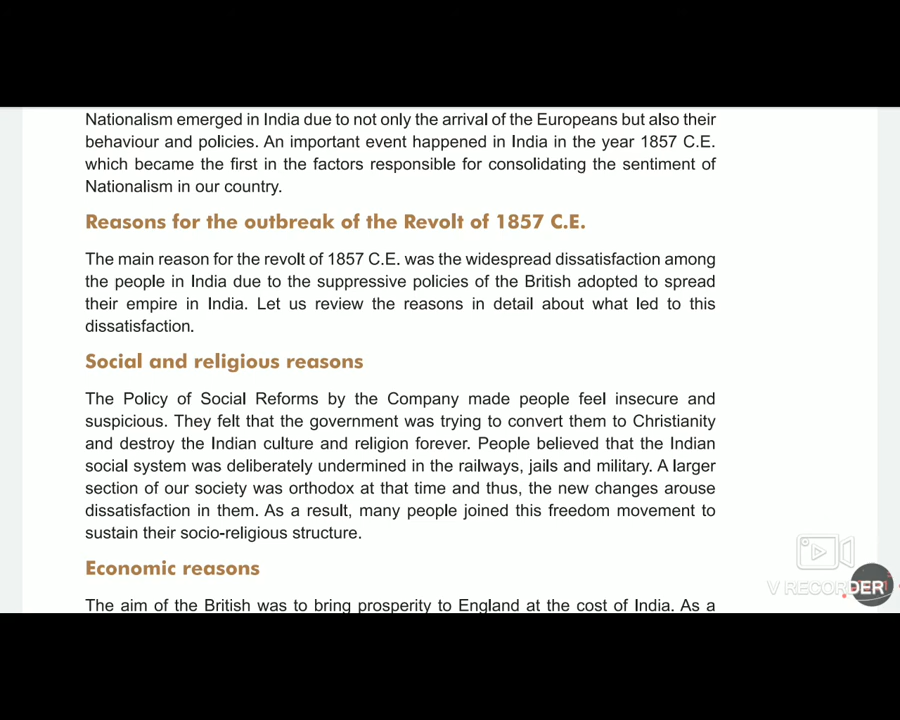 Nationalism emerged in India due to not only the arrival of the Europeans but also their
behaviour and policies. An important event happened in India in the year 1857 C.E.
which became the first in the factors responsible for consolidating the sentiment of
Nationalism in our country.
Reasons for the outbreak of the Revolt of 1857 C.E.
The main reason for the revolt of 1857 C.E. was the widespread dissatisfaction among
the people in India due to the suppressive policies of the British adopted to spread
their empire in India. Let us review the reasons in detail about what led to this
dissatisfaction.
Social and religious reasons
The Policy of Social Reforms by the Company made people feel insecure and
suspicious. They felt that the government was trying to convert them to Christianity
and destroy the Indian culture and religion forever. People believed that the Indian
social system was deliberately undermined in the railways, jails and military. A larger
section of our society was orthodox at that time and thus, the new changes arouse
dissatisfaction in them. As a result, many people joined this freedom movement to
sustain their socio-religious structure.
Economic reasons
The aim of the British was to bring prosperity to England at the cost of India. As a
V RECORDER